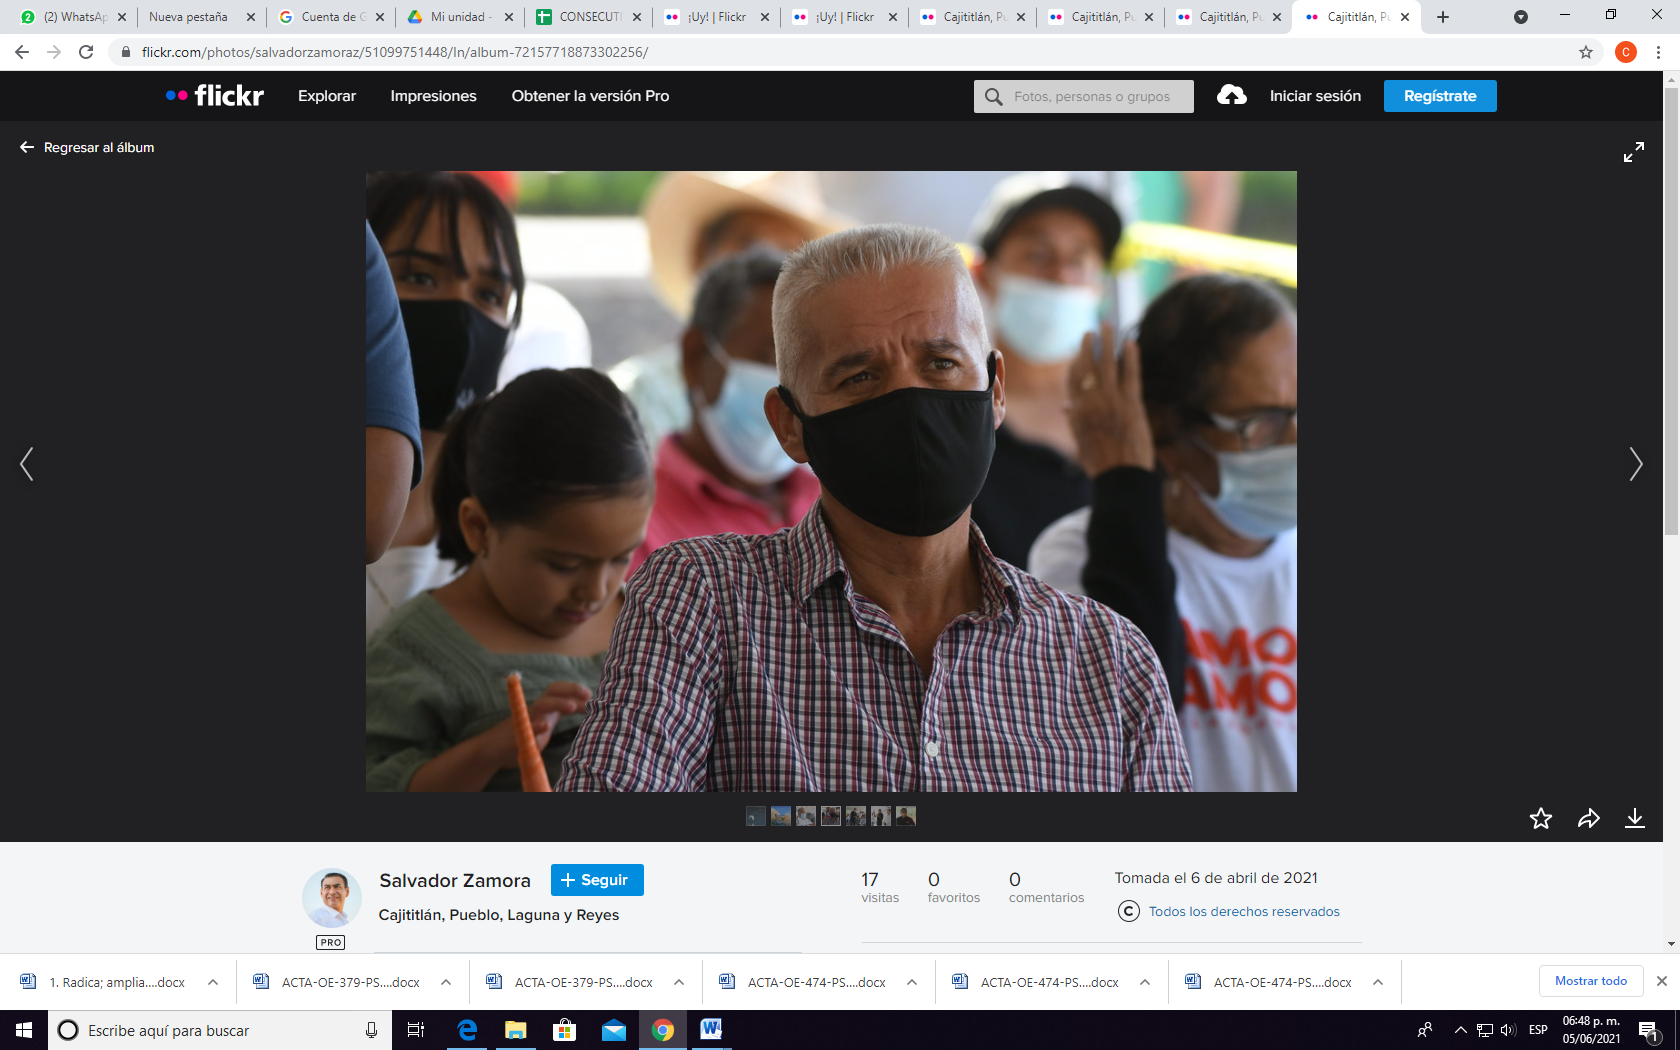 (2) WhatsAp
Nueva pestaña
Cuenta de G
Mi unidad -
CONSECUTI
¡Uy! | Flickr
¡Uy! | Flickr
Cajititlán, Pu
Cajititlán, Pu
Cajititlán, Pu
Cajititlán, Pu
flickr.com/photos/salvadorzamoraz/51099751448/In/album-72157718873302256/
C
flickr
Explorar
Impresiones
Obtener la versión Pro
Fotos, personas o grupos
Iniciar sesión
Regístrate
Regresar al álbum
AMO
AMO
Salvador Zamora
Seguir
Cajititlán, Pueblo, Laguna y Reyes
PRO
17
visitas
0
favoritos
0
comentarios
Tomada el 6 de abril de 2021
Todos los derechos reservados
1. Radica; amplia....docx
ACTA-OE-379-PS....docx
ACTA-OE-379-PS....docx
ACTA-OE-474-PS....docx
ACTA-OE-474-PS....docx
ACTA-OE-474-PS....docx
Mostrar todo
Escribe aquí para buscar
ESP
06:48 p. m.
05/06/2021
1